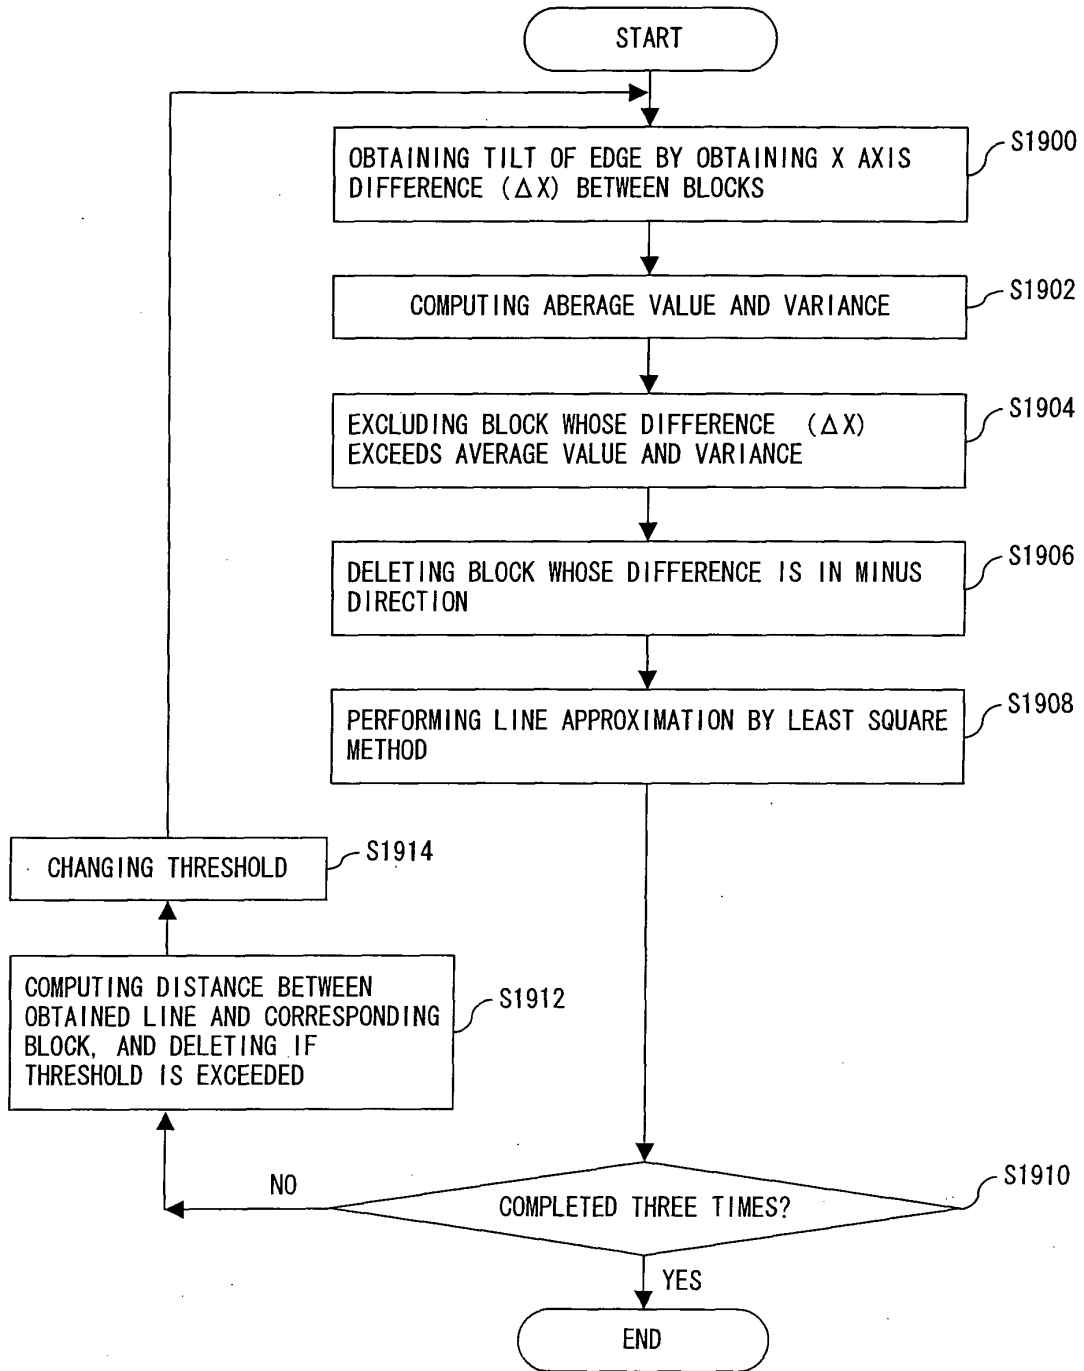 START
OBTAINING TILT OF EDGE BY OBTAINING X AXIS
DIFFERENCE (ΔX) BETWEEN BLOCKS
S1900
COMPUTING ABERAGE VALUE AND VARIANCE
S1902
EXCLUDING BLOCK WHOSE DIFFERENCE (ΔX)
EXCEEDS AVERAGE VALUE AND VARIANCE
S1904
DELETING BLOCK WHOSE DIFFERENCE IS IN MINUS
DIRECTION
S1906
PERFORMING LINE APPROXIMATION BY LEAST SQUARE
METHOD
S1908
CHANGING THRESHOLD
S1914
COMPUTING DISTANCE BETWEEN
OBTAINED LINE AND CORRESPONDING
BLOCK, AND DELETING IF
THRESHOLD IS EXCEEDED
S1912
NO
COMPLETED THREE TIMES?
S1910
YES
END